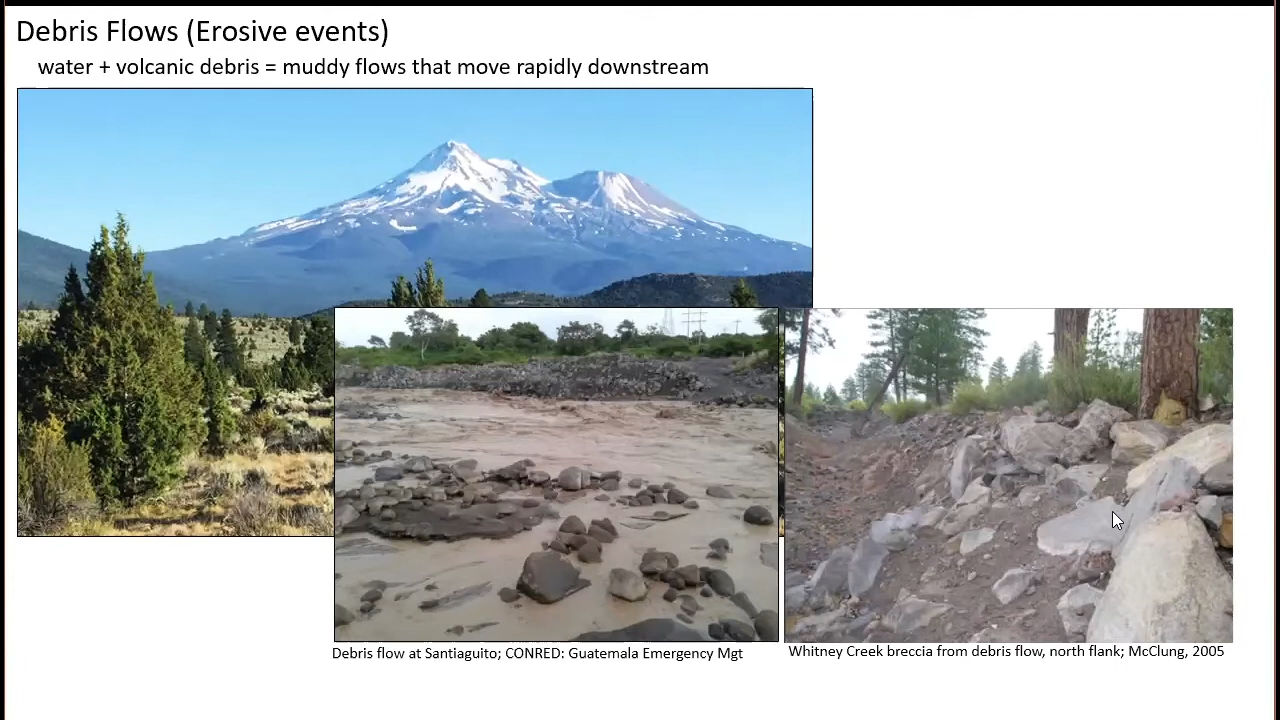 Debris Flows (Erosive events)
water + volcanic debris = muddy flows that move rapidly downstream
Debris flow at Santiaguito; CONRED: Guatemala Emergency Mgt
Whitney Creek breccia from debris flow, north flank; McClung, 2005